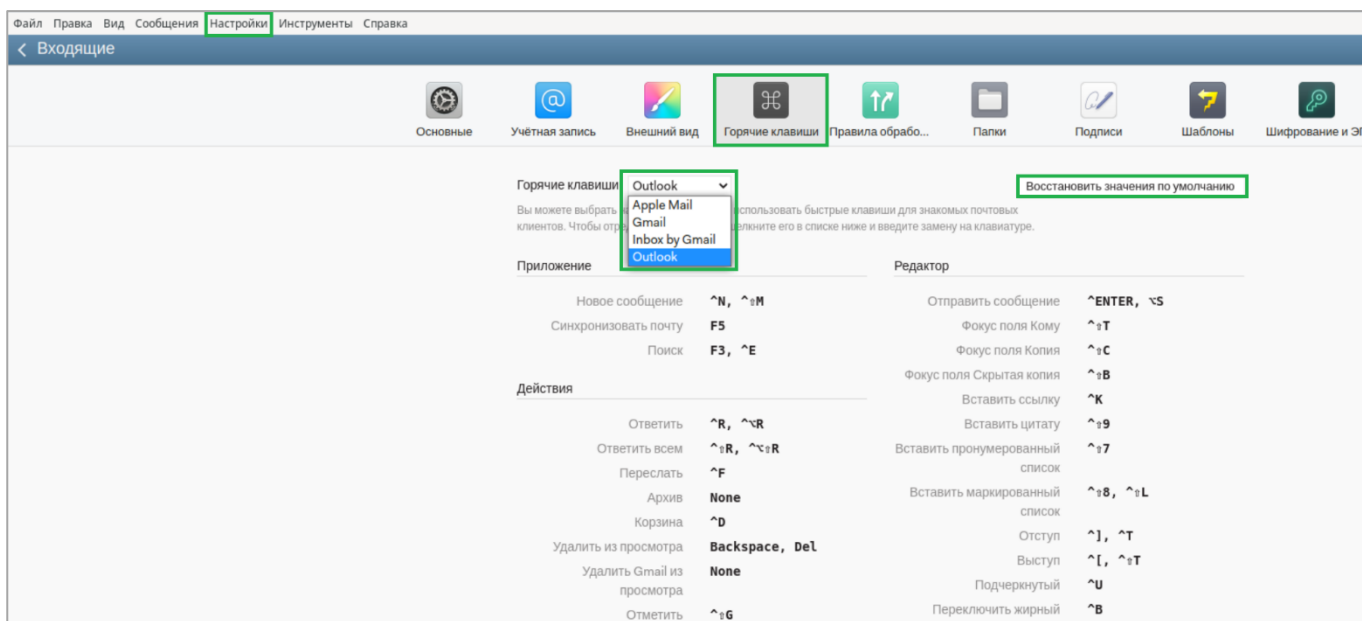 Файл Правка Вид Сообщения Настройки Инструменты Справка
Входящие
Основные Учётная запись Внешний вид Горячие клавиши Правила обрабо... Папки Подписи Шаблоны Шифрование и Э
Горячие клавиши Outlook Восстановить значения по умолчанию
Apple Mail
Gmail
Inbox by Gmail
Outlook
Вы можете выбрать использовать быстрые клавиши для знакомых почтовых
клиентов. Чтобы его в списке ниже и введите замену на клавиатуре.
Приложение
Новое сообщение ^N, ^⇧M
Синхронизовать почту F5
Поиск F3, ^E
Действия
Ответить ^R, ^⌥R
Ответить всем ^⇧R, ^⌥⇧R
Переслать ^F
Архив None
Корзина ^D
Удалить из просмотра Backspace, Del
Удалить Gmail из
просмотра None
Отметить ^⇧G
Редактор
Отправить сообщение ^ENTER, ⌥S
Фокус поля Кому ^⇧T
Фокус поля Копия ^⇧C
Фокус поля Скрытая копия ^⇧B
Вставить ссылку ^K
Вставить цитату ^⇧9
Вставить пронумерованный
список ^⇧7
Вставить маркированный
список ^⇧8, ^⇧L
Отступ ^], ^T
Выступ ^[, ^⇧T
Подчеркнутый ^U
Переключить жирный ^B